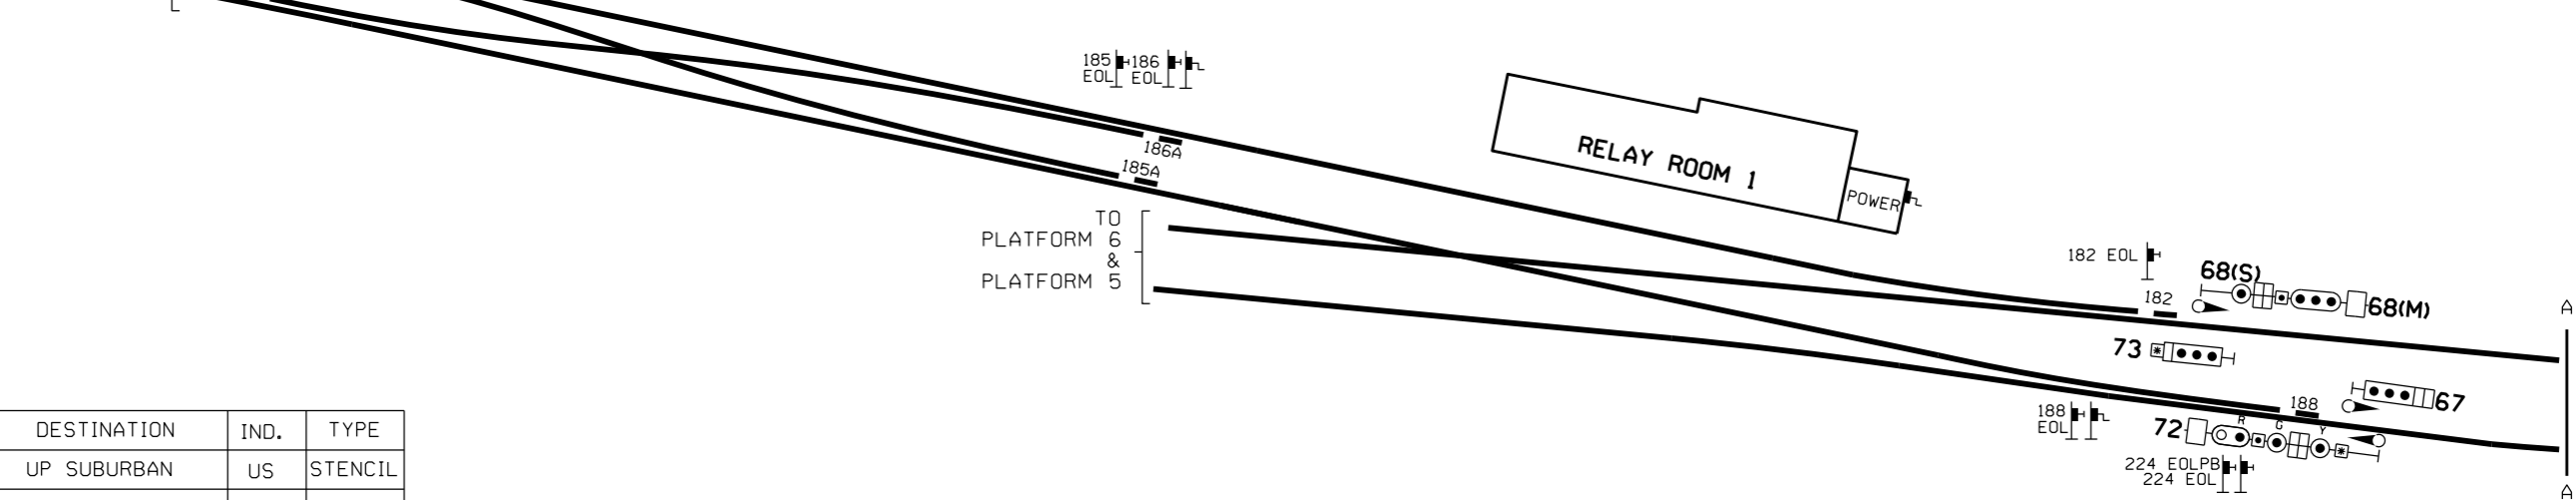 185
EOL
186
EOL
186A
185A
RELAY ROOM 1
POWER
TO
PLATFORM 6
&
PLATFORM 5
182 EOL
182
68(S)
68(M)
73
67
188
188
EOL
72
R
G
Y
224 EOLPB
224 EOL
A
A
DESTINATION IND. TYPE
UP SUBURBAN US STENCIL